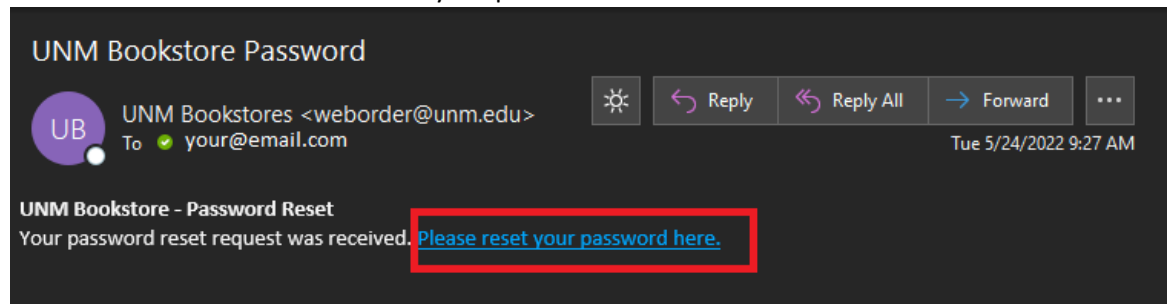 UNM Bookstore Password
UB
UNM Bookstores <weborder@unm.edu>
To your@email.com
Reply
Reply All
Forward
Tue 5/24/2022 9:27 AM
UNM Bookstore - Password Reset
Your password reset request was received. Please reset your password here.